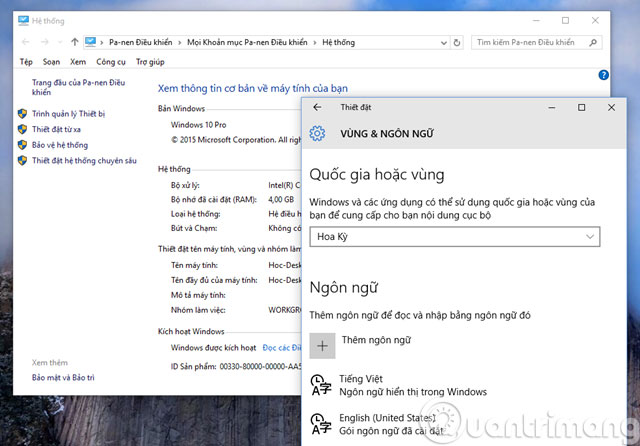 Hệ thống
Pa-nen Điều khiển > Mọi Khoản mục Pa-nen Điều khiển > Hệ thống
Tìm kiếm Pa-nen Điều khiển
Tệp Soạn Xem Công cụ Trợ giúp
Trang đầu của Pa-nen Điều
khiển
Trình quản lý Thiết bị
Thiết đặt từ xa
Bảo vệ hệ thống
Thiết đặt hệ thống chuyên sâu
Xem thêm
Bảo mật và Bảo trì
Xem thông tin cơ bản về máy tính của bạn
Bản Windows
Windows 10 Pro
© 2015 Microsoft Corporation. All righ
Hệ thống
Bộ xử lý: Intel(R) C
Bộ nhớ đã cài đặt (RAM): 4,00 GB
Loại hệ thống: Hệ điều h
Bút và Chạm: Không có
Thiết đặt tên máy tính, vùng và nhóm làm
Tên máy tính: Hoc-Desk
Tên đầy đủ của máy tính: Hoc-Desk
Mô tả máy tính:
Nhóm làm việc: WORKGRO
Kích hoạt Windows
Windows được kích hoạt Đọc các Đi
ID Sản phẩm: 00330-80000-00000-AA5
Thiết đặt
VÙNG & NGÔN NGỮ
Quốc gia hoặc vùng
Windows và các ứng dụng có thể sử dụng quốc gia hoặc vùng của
bạn để cung cấp cho bạn nội dung cục bộ
Hoa Kỳ
Ngôn ngữ
Thêm ngôn ngữ để đọc và nhập bằng ngôn ngữ đó
Thêm ngôn ngữ
Tiếng Việt
Ngôn ngữ hiển thị trong Windows
English (United States)
Gói ngôn ngữ đã cài đặt
Quantrimang